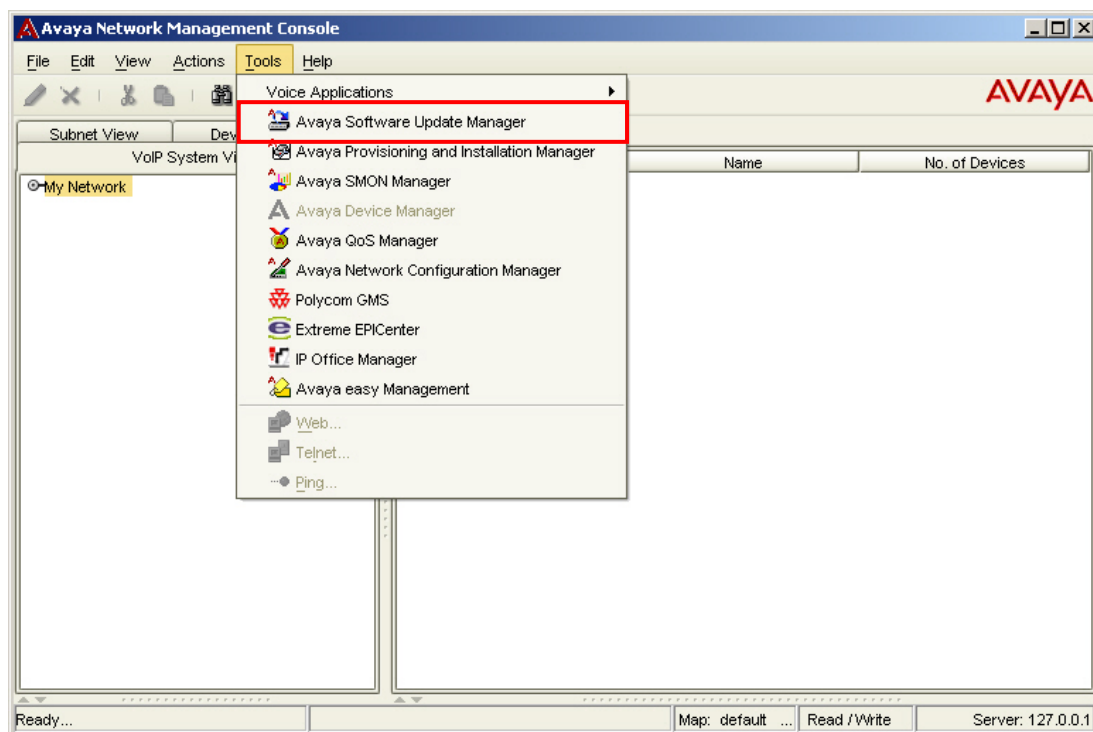 Avaya Network Management Console
File Edit View Actions Tools Help
AVAYA
Voice Applications
Avaya Software Update Manager
Avaya Provisioning and Installation Manager
Avaya SMON Manager
Avaya Device Manager
Avaya QoS Manager
Avaya Network Configuration Manager
Polycom GMS
Extreme EPICenter
IP Office Manager
Avaya easy Management
Web...
Telnet...
Ping...
Subnet View Dev
VoIP System Vi
Name No. of Devices
My Network
Ready... Map: default ... Read / Write Server: 127.0.0.1